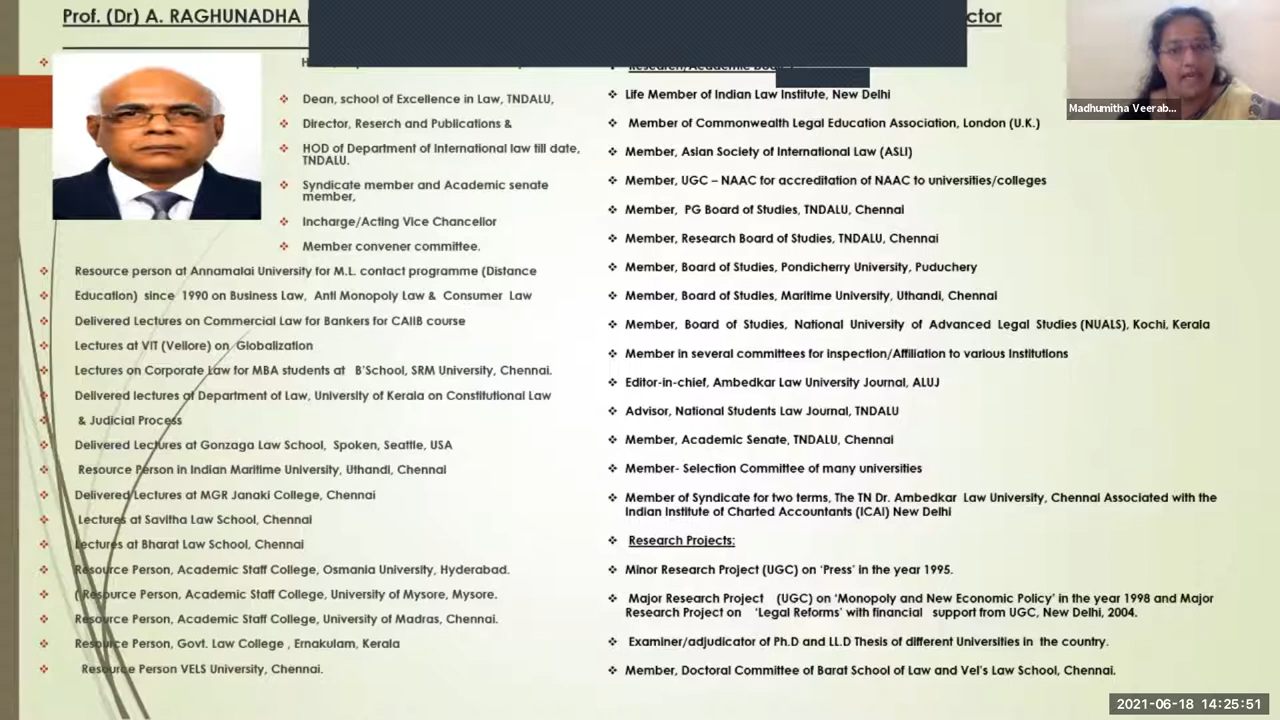 Prof. (Dr) A. RAGHUNADHA
ctor
Dean, school of Excellence in Law, TNDALU,
Director, Reserch and Publications &
HOD of Department of International law till date,
TNDALU.
Syndicate member and Academic senate
member,
Incharge/Acting Vice Chancellor
Member convener committee.
Resource person at Annamalai University for M.L. contact programme (Distance
Education) since 1990 on Business Law, Anti Monopoly Law & Consumer Law
Delivered Lectures on Commercial Law for Bankers for CAIIB course
Lectures at VIT (Vellore) on Globalization
Lectures on Corporate Law for MBA students at B'School, SRM University, Chennai.
Delivered lectures at Department of Law, University of Kerala on Constitutional Law
& Judicial Process
Delivered Lectures at Gonzaga Law School, Spoken, Seattle, USA
Resource Person in Indian Maritime University, Uthandi, Chennai
Delivered Lectures at MGR Janaki College, Chennai
Lectures at Savitha Law School, Chennai
Lectures at Bharat Law School, Chennai
Resource Person, Academic Staff College, Osmania University, Hyderabad.
( Resource Person, Academic Staff College, University of Mysore, Mysore.
Resource Person, Academic Staff College, University of Madras, Chennai.
Resource Person, Govt. Law College , Ernakulam, Kerala
Resource Person VELS University, Chennai.
Research/Academic
Life Member of Indian Law Institute, New Delhi
Member of Commonwealth Legal Education Association, London (U.K.)
Member, Asian Society of International Law (ASLI)
Member, UGC – NAAC for accreditation of NAAC to universities/colleges
Member, PG Board of Studies, TNDALU, Chennai
Member, Research Board of Studies, TNDALU, Chennai
Member, Board of Studies, Pondicherry University, Puduchery
Member, Board of Studies, Maritime University, Uthandi, Chennai
Member, Board of Studies, National University of Advanced Legal Studies (NUALS), Kochi, Kerala
Member in several committees for inspection/Affiliation to various Institutions
Editor-in-chief, Ambedkar Law University Journal, ALUJ
Advisor, National Students Law Journal, TNDALU
Member, Academic Senate, TNDALU, Chennai
Member- Selection Committee of many universities
Member of Syndicate for two terms, The TN Dr. Ambedkar Law University, Chennai Associated with the
Indian Institute of Charted Accountants (ICAI) New Delhi
Research Projects:
Minor Research Project (UGC) on 'Press' in the year 1995.
Major Research Project (UGC) on 'Monopoly and New Economic Policy' in the year 1998 and Major
Research Project on 'Legal Reforms' with financial support from UGC, New Delhi, 2004.
Examiner/adjudicator of Ph.D and LL.D Thesis of different Universities in the country.
Member, Doctoral Committee of Barat School of Law and Vel's Law School, Chennai.
Madhumitha Veerab...
2021-06-18 14:25:51